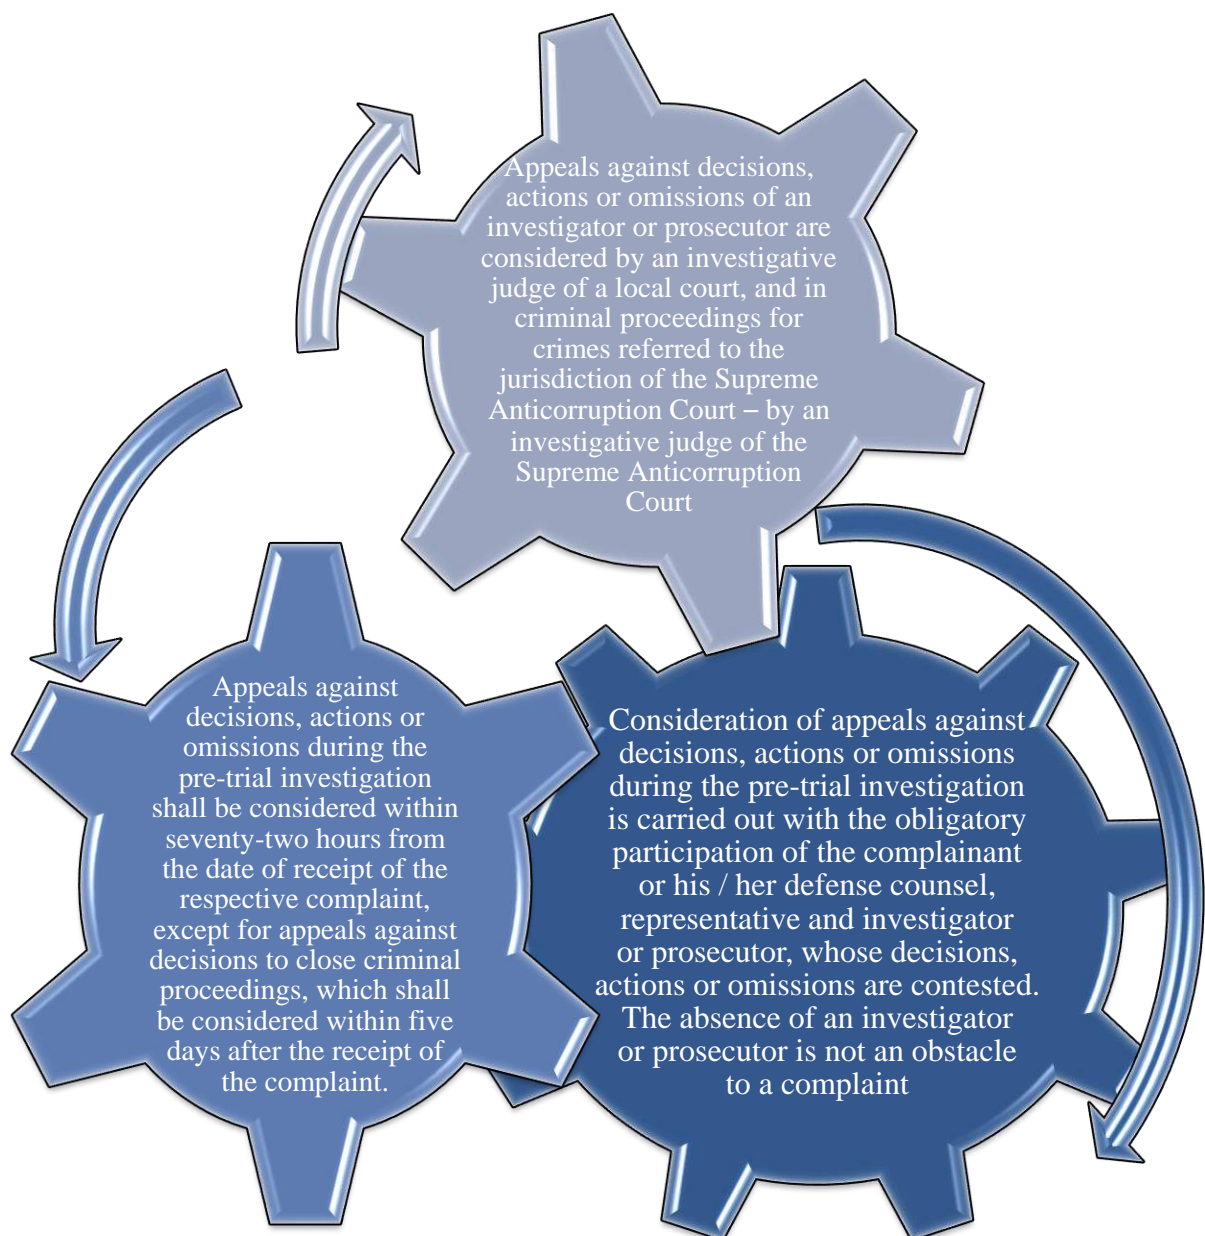 Appeals against decisions,
actions or omissions of an
investigator or prosecutor are
considered by an investigative
judge of a local court, and in
criminal proceedings for
crimes referred to the
jurisdiction of the Supreme
Anticorruption Court – by an
investigative judge of the
Supreme Anticorruption
Court
Appeals against
decisions, actions or
omissions during the
pre-trial investigation
shall be considered within
seventy-two hours from
the date of receipt of the
respective complaint,
except for appeals against
decisions to close criminal
proceedings, which shall
be considered within five
days after the receipt of
the complaint.
Consideration of appeals against
decisions, actions or omissions
during the pre-trial investigation
is carried out with the obligatory
participation of the complainant
or his / her defense counsel,
representative and investigator
or prosecutor, whose decisions,
actions or omissions are contested.
The absence of an investigator
or prosecutor is not an obstacle
to a complaint